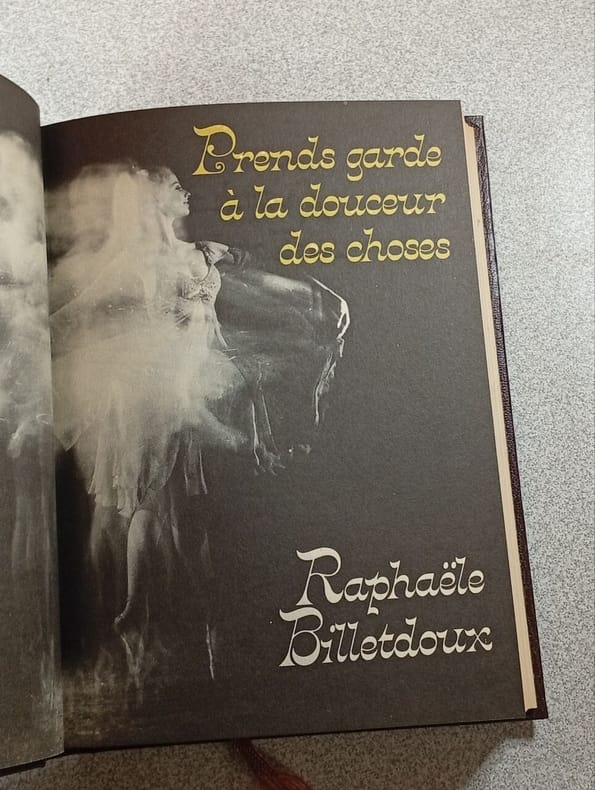 Prends garde
à la douceur
des choses
Raphaële
Billetdoux